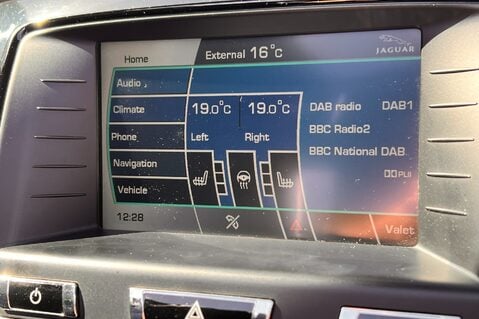 Home
External 16°C
JAGUAR
Audio
Climate
19.0°C
19.0°C
DAB radio DAB1
Phone
Left
Right
BBC Radio2
Navigation
BBC National DAB
Vehicle
PLII
12:28
Valet